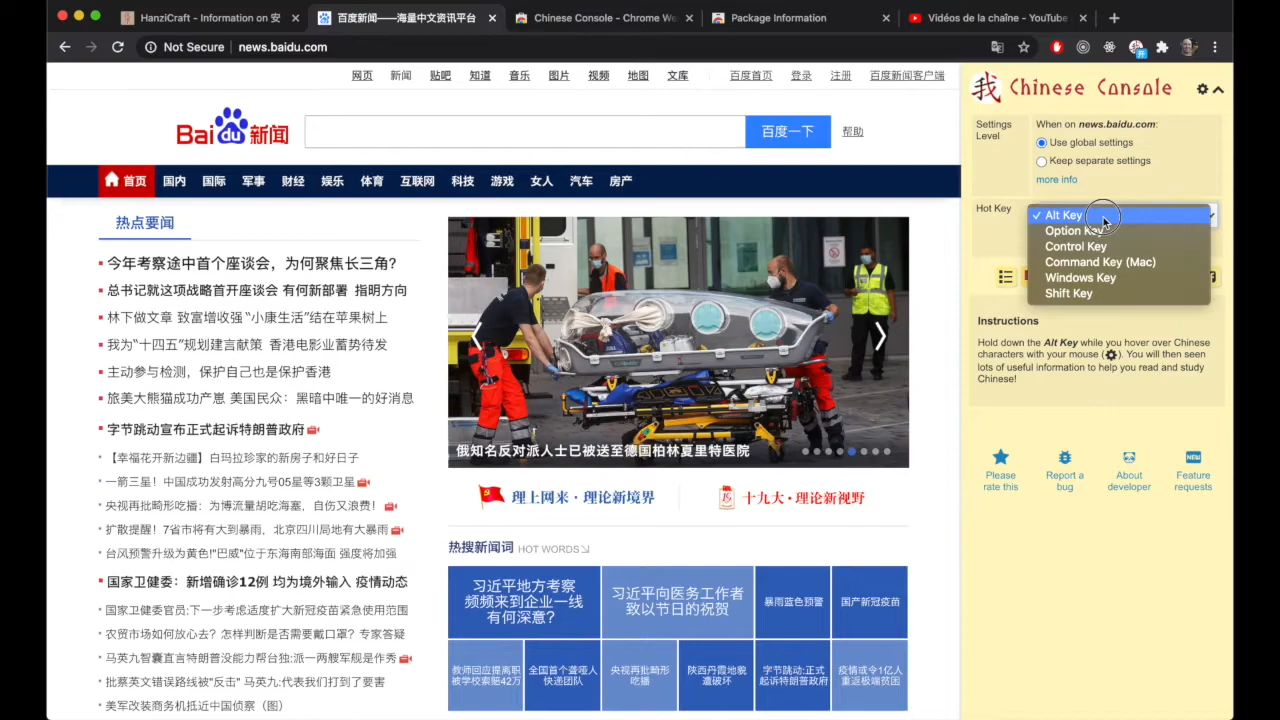 HanziCraft - Information on 安
百度新闻——海量中文资讯平台
Chinese Console - Chrome We
Package Information
Vidéos de la chaîne - YouTube
Not Secure | news.baidu.com
网页 新闻 贴吧 知道 音乐 图片 视频 地图 文库 百度首页 登录 注册 百度新闻客户端
Bai du 新闻
百度一下
帮助
首页 国内 国际 军事 财经 娱乐 体育 互联网 科技 游戏 女人 汽车 房产
热点要闻
今年考察途中首个座谈会，为何聚焦长三角？
总书记就这项战略首开座谈会 有何新部署 指明方向
林下做文章 致富增收强 “小康生活”结在苹果树上
我为“十四五”规划建言献策 香港电影业蓄势待发
主动参与检测，保护自己也是保护香港
旅美大熊猫成功产崽 美国民众：黑暗中唯一的好消息
字节跳动宣布正式起诉特朗普政府
【幸福花开新边疆】白玛拉珍家的新房子和好日子
一箭三星！中国成功发射高分九号05星等3颗卫星
央视再批畸形吃播：为博流量胡吃海塞，自伤又浪费！
扩散提醒！7省市将有大到暴雨，北京四川局地有大暴雨
台风预警升级为黄色!"巴威"位于东海南部海面 强度将加强
国家卫健委：新增确诊12例 均为境外输入 疫情动态
国家卫健委官员:下一步考虑适度扩大新冠疫苗紧急使用范围
农贸市场如何放心去？怎样判断是否需要戴口罩？专家答疑
马英九智囊直言特朗普没能力帮台独:派一两艘军舰是作秀
批蔡英文搞砸两岸遭"反击" 马英九:代表我们打到了要害
美军改装商务机抵近中国侦察（图）
俄知名反对派人士已被送至德国柏林夏里特医院
理上网来·理论新境界
十九大·理论新视野
热搜新闻词 HOT WORDS
习近平地方考察
频频来到企业一线
有何深意?
习近平向医务工作者
致以节日的祝贺
暴雨蓝色预警
国产新冠疫苗
教师回应提离职
被学校索赔42万
全国首个聋哑人
快递团队
央视再批畸形
吃播
陕西丹霞地貌
遭破坏
字节跳动:正式
起诉特朗普政府
疫情或令1亿人
重返极端贫困
我 Chinese Console
Settings
Level
When on news.baidu.com:
Use global settings
Keep separate settings
more info
Hot Key
✓ Alt Key
Option
Control Key
Command Key (Mac)
Windows Key
Shift Key
Instructions
Hold down the Alt Key while you hover over Chinese
characters with your mouse ( ). You will then seen
lots of useful information to help you read and study
Chinese!
Please
rate this
Report a
bug
About
developer
NEW
Feature
requests